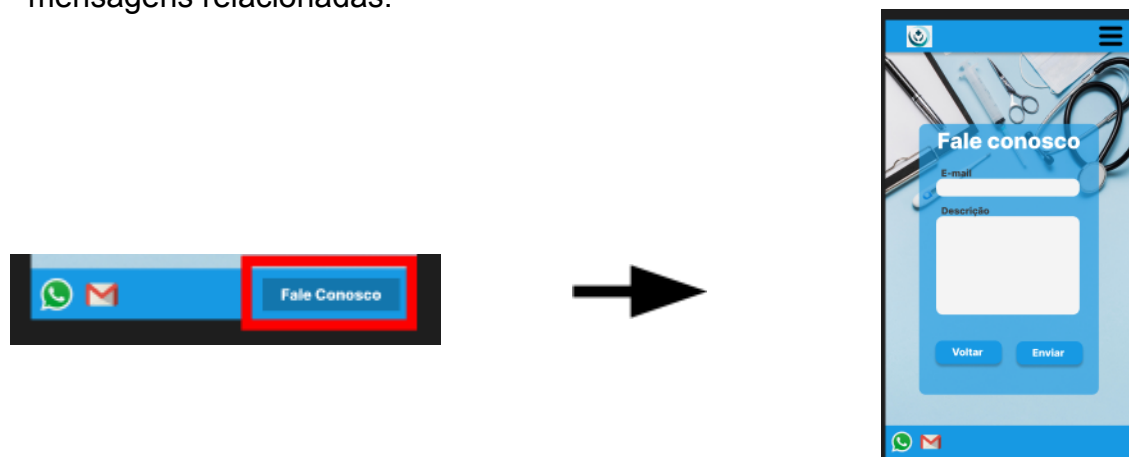 mensagens relacionadas.
Fale Conosco
Fale conosco
E-mail
Descrição
Voltar
Enviar